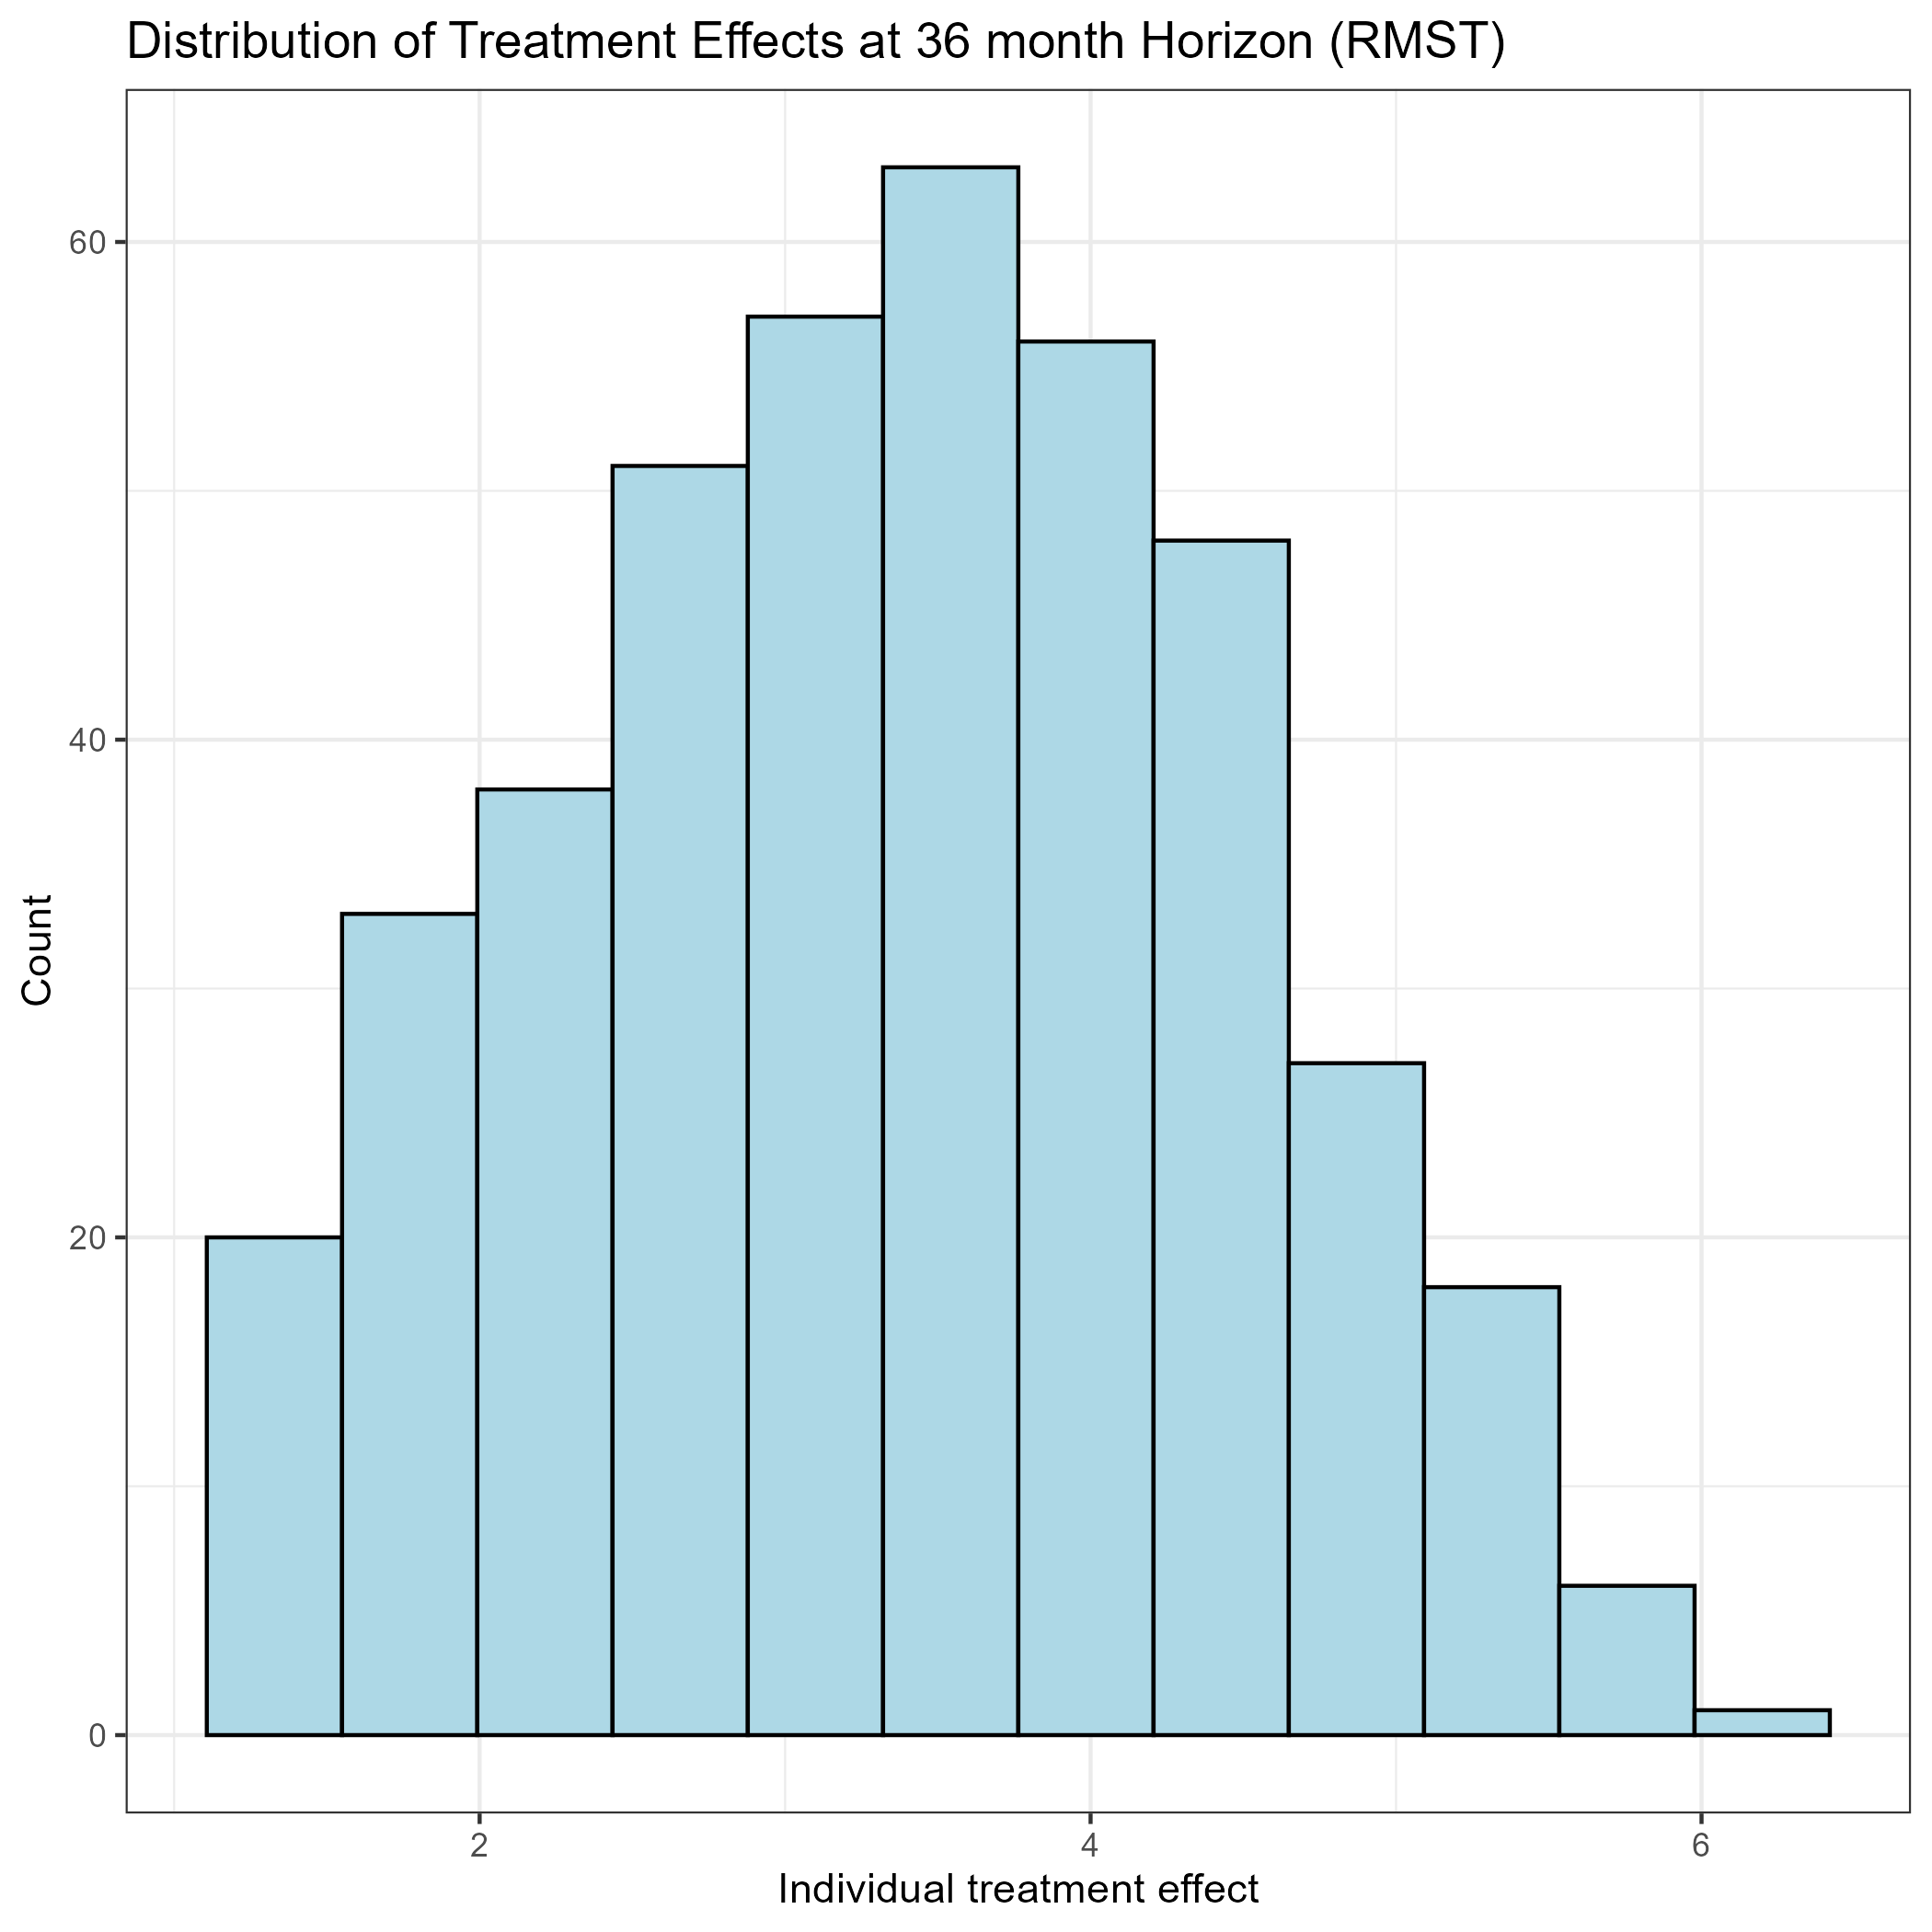 Distribution of Treatment Effects at 36 month Horizon (RMST)
60
40
20
0
Count
2 4 6
Individual treatment effect